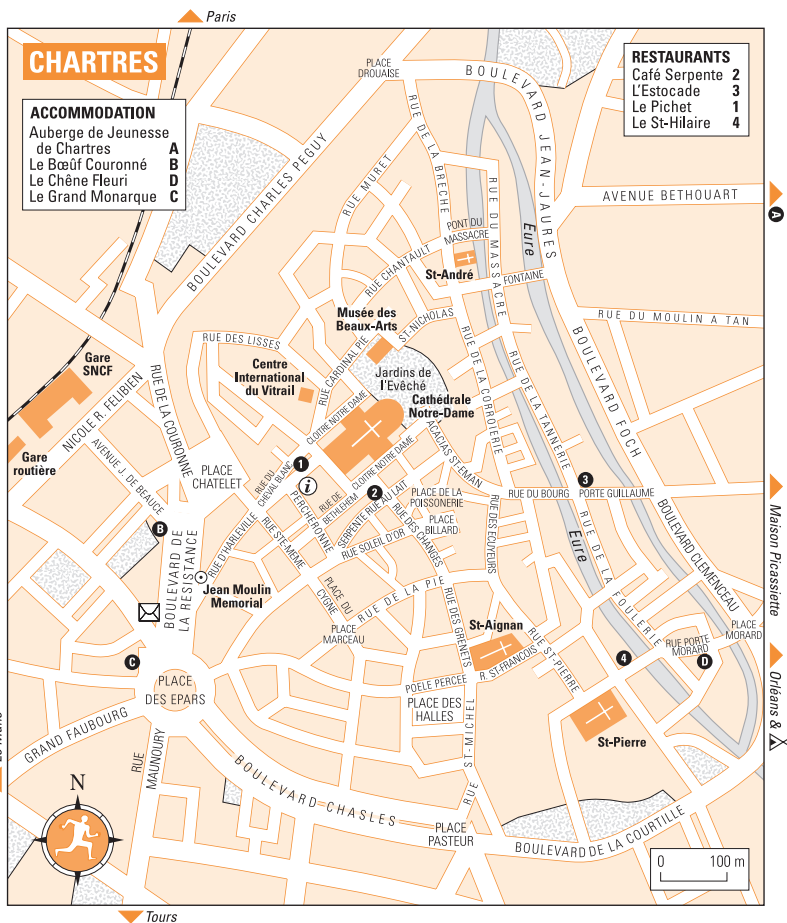 Paris
CHARTRES
ACCOMMODATION
Auberge de Jeunesse
de Chartres A
Le Bœûf Couronné B
Le Chêne Fleuri D
Le Grand Monarque C
RESTAURANTS
Café Serpente 2
L'Estocade 3
Le Pichet 1
Le St-Hilaire 4
PLACE
DROUAISE
BOULEVARD JEAN-JAURES
BOULEVARD CHARLES PEGUY
RUE DE LA BRECHE
RUE MURET
AVENUE BETHOUART
A
PONT DU
MASSACRE
RUE DU MASSACRE
Eure
RUE CHANTAULT
St-André
FONTAINE
Musée des
Beaux-Arts
ST-NICHOLAS
RUE DU MOULIN A TAN
RUE DES LISSES
RUE CARDINAL PIE
Centre
International
du Vitrail
Jardins de
l'Evêché
Cathédrale
Notre-Dame
RUE DE LA CORROIERIE
RUE DE LA TANNERIE
BOULEVARD FOCH
Gare
SNCF
NICOLE R. FELIBIEN
RUE DE LA COURONNE
Gare
routière
AVENUE J. DE BEAUCE
CLOITRE NOTRE DAME
CLOITRE NOTRE DAME
ACACIAS ST-EMAN
PLACE
CHATELET
RUE DU
CHEVAL BLANC
1
i
PERCHERONNE
RUE DE
BETHLEHEM
2
SERPENTE RUE AU LAIT
PLACE DE LA
POISSONERIE
PLACE
BILLARD
RUE DES CHANGES
RUE SOLEIL D'OR
RUE DES ECUYERS
3
RUE DU BOURG
PORTE GUILLAUME
BOULEVARD CLEMENCEAU
Maison Picassiette
B
BOULEVARD DE
LA RESISTANCE
RUE D'HARLEVILLE
RUE STE-MEME
Jean Moulin
Memorial
PLACE DU
CYGNE
PLACE
MARCEAU
RUE DE LA PIE
RUE DES GRENETS
Eure
RUE DE LA FOULERIE
St-Aignan
R. ST-FRANCOIS
RUE ST-PIERRE
4
RUE PORTE
MORARD
D
PLACE
MORARD
Orléans &
C
PLACE
DES EPARS
POELE PERCEE
PLACE DES
HALLES
St-Pierre
GRAND FAUBOURG
RUE
MAUNOURY
BOULEVARD CHASLES
RUE ST-MICHEL
PLACE
PASTEUR
BOULEVARD DE LA COURTILLE
N
0 100 m
Tours